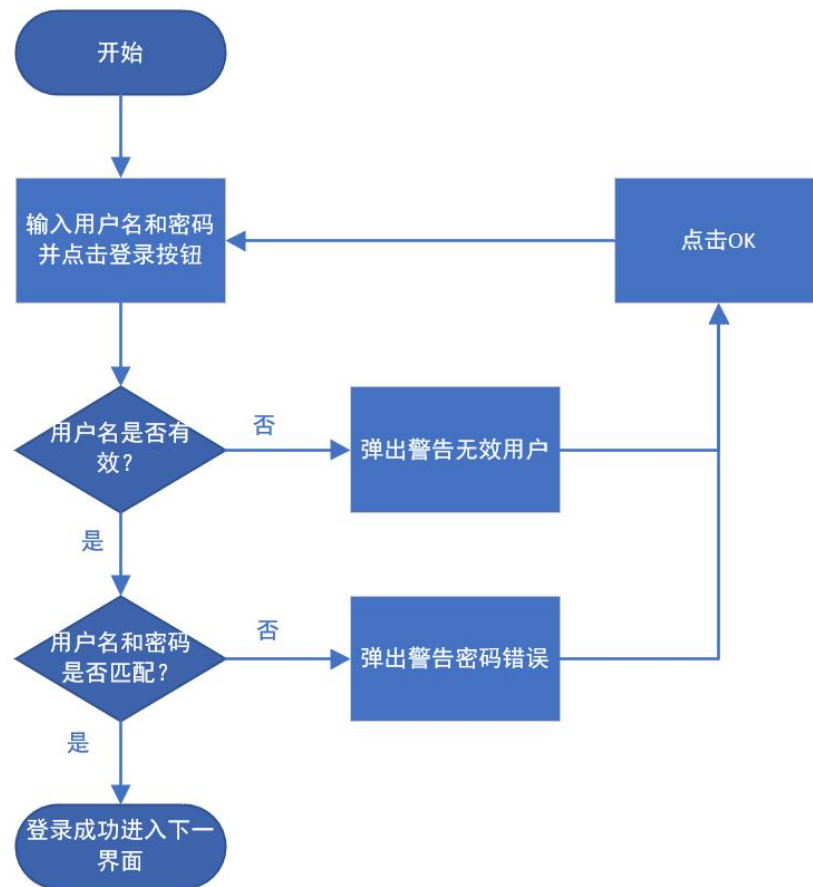 开始
输入用户名和密码
并点击登录按钮
点击OK
用户名是否有
效?
否
弹出警告无效用户
是
用户名和密码
是否匹配?
否
弹出警告密码错误
是
登录成功进入下一
界面